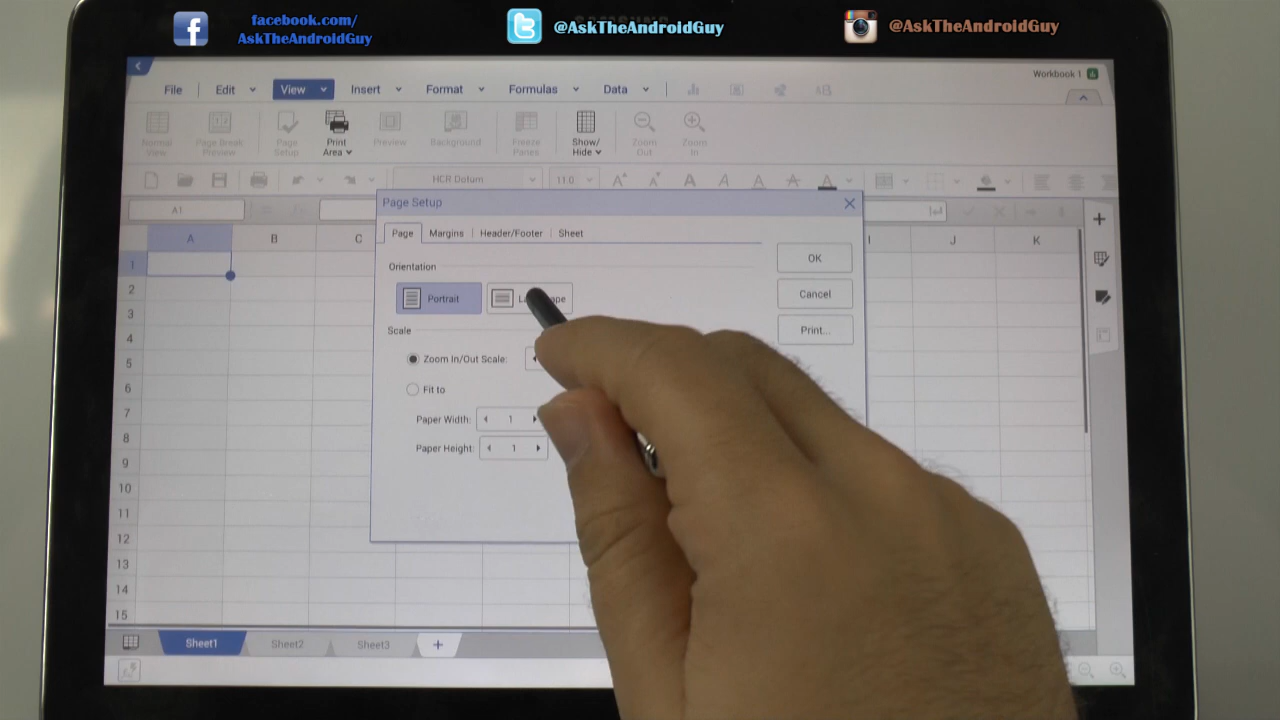 facebook.com/
AskTheAndroidGuy
@AskTheAndroidGuy
@AskTheAndroidGuy
SAMSUNG
Workbook 1
File Edit View Insert Format Formulas Data
Normal View
Page Break Preview
Page Setup
Print Area
Preview
Background
Freeze Panes
Show/ Hide
Zoom Out
Zoom In
HCR Dotum 11.0
A1
Page Setup
Page Margins Header/Footer Sheet
A B C I J K
Orientation
Portrait
OK
Cancel
Print...
Scale
Zoom In/Out Scale:
Fit to
Paper Width: 1
Paper Height: 1
1
2
3
4
5
6
7
8
9
10
11
12
13
14
15
Sheet1 Sheet2 Sheet3 +